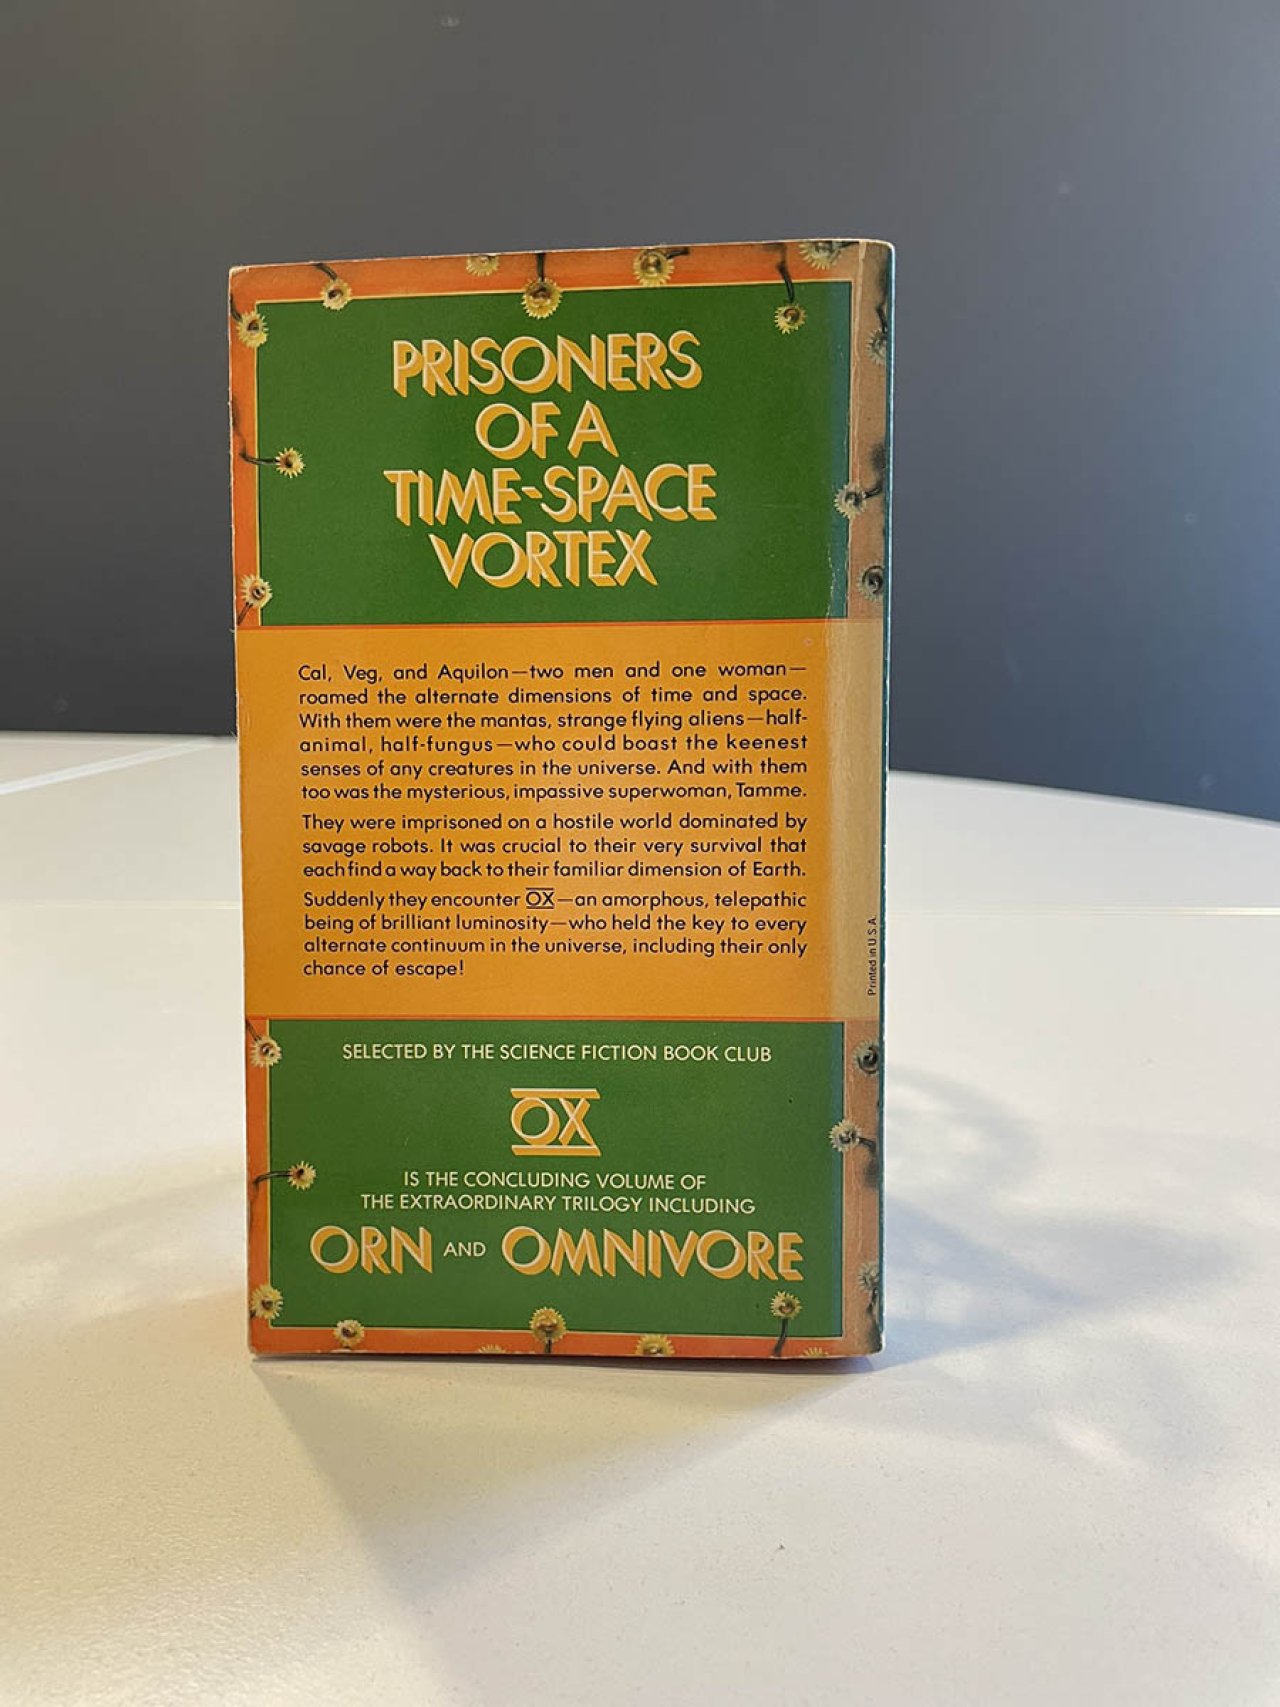 PRISONERS
OF A
TIME-SPACE
VORTEX
Cal, Veg, and Aquilon—two men and one woman—
roamed the alternate dimensions of time and space.
With them were the mantas, strange flying aliens—half-
animal, half-fungus—who could boast the keenest
senses of any creatures in the universe. And with them
too was the mysterious, impassive superwoman, Tamme.
They were imprisoned on a hostile world dominated by
savage robots. It was crucial to their very survival that
each find a way back to their familiar dimension of Earth.
Suddenly they encounter OX—an amorphous, telepathic
being of brilliant luminosity—who held the key to every
alternate continuum in the universe, including their only
chance of escape!
SELECTED BY THE SCIENCE FICTION BOOK CLUB
OX
IS THE CONCLUDING VOLUME OF
THE EXTRAORDINARY TRILOGY INCLUDING
ORN AND OMNIVORE
Printed in U.S.A.